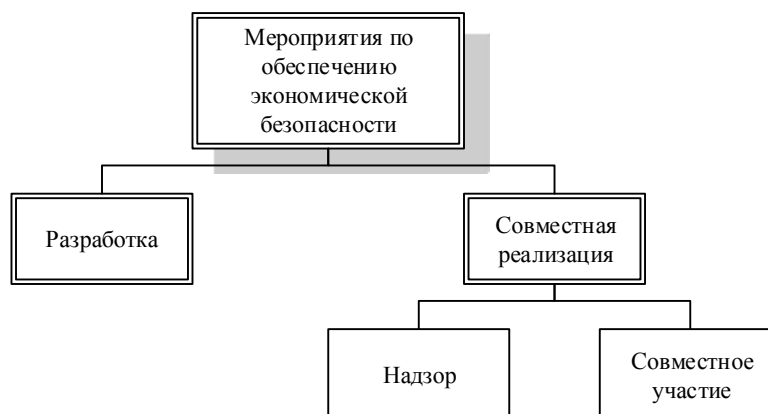 Мероприятия по
обеспечению
экономической
безопасности
Разработка
Совместная
реализация
Надзор
Совместное
участие